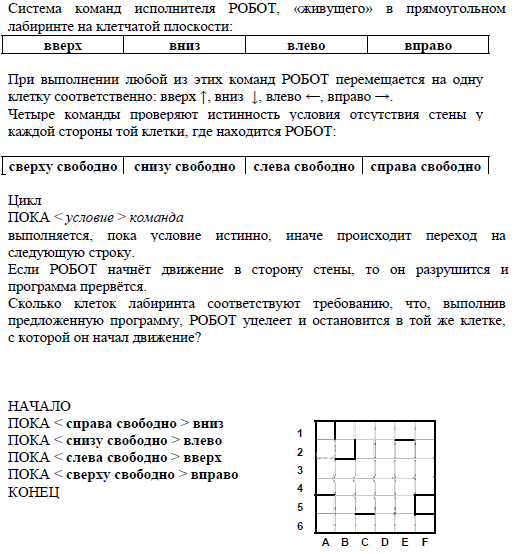 Система команд исполнителя РОБОТ, «живущего» в прямоугольном
лабиринте на клетчатой плоскости:
вверх вниз влево вправо
При выполнении любой из этих команд РОБОТ перемещается на одну
клетку соответственно: вверх ↑, вниз ↓, влево ←, вправо →.
Четыре команды проверяют истинность условия отсутствия стены у
каждой стороны той клетки, где находится РОБОТ:
сверху свободно снизу свободно слева свободно справа свободно
Цикл
ПОКА < условие > команда
выполняется, пока условие истинно, иначе происходит переход на
следующую строку.
Если РОБОТ начнёт движение в сторону стены, то он разрушится и
программа прервётся.
Сколько клеток лабиринта соответствуют требованию, что, выполнив
предложенную программу, РОБОТ уцелеет и остановится в той же клетке,
с которой он начал движение?
НАЧАЛО
ПОКА < справа свободно > вниз
ПОКА < снизу свободно > влево
ПОКА < слева свободно > вверх
ПОКА < сверху свободно > вправо
КОНЕЦ
1
2
3
4
5
6
A B C D E F